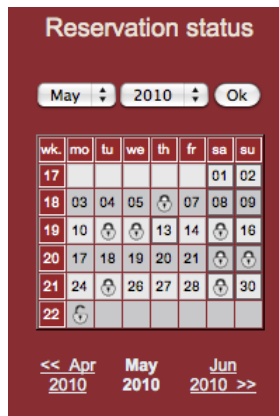 Reservation status
May 2010 Ok
wk. mo tu we th fr sa su
17 01 02
18 03 04 05 07 08 09
19 10 13 14 16
20 17 18 19 20 21
21 24 26 27 28 30
22
<< Apr May Jun
2010 2010 2010 >>